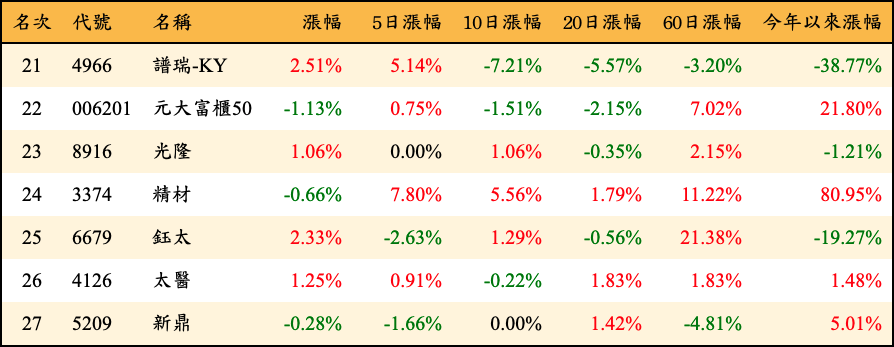 名次 代號 名稱 漲幅 5日漲幅 10日漲幅 20日漲幅 60日漲幅 今年以來漲幅
21 4966 譜瑞-KY 2.51% 5.14% -7.21% -5.57% -3.20% -38.77%
22 006201 元大富櫃50 -1.13% 0.75% -1.51% -2.15% 7.02% 21.80%
23 8916 光隆 1.06% 0.00% 1.06% -0.35% 2.15% -1.21%
24 3374 精材 -0.66% 7.80% 5.56% 1.79% 11.22% 80.95%
25 6679 鈺太 2.33% -2.63% 1.29% -0.56% 21.38% -19.27%
26 4126 太醫 1.25% 0.91% -0.22% 1.83% 1.83% 1.48%
27 5209 新鼎 -0.28% -1.66% 0.00% 1.42% -4.81% 5.01%